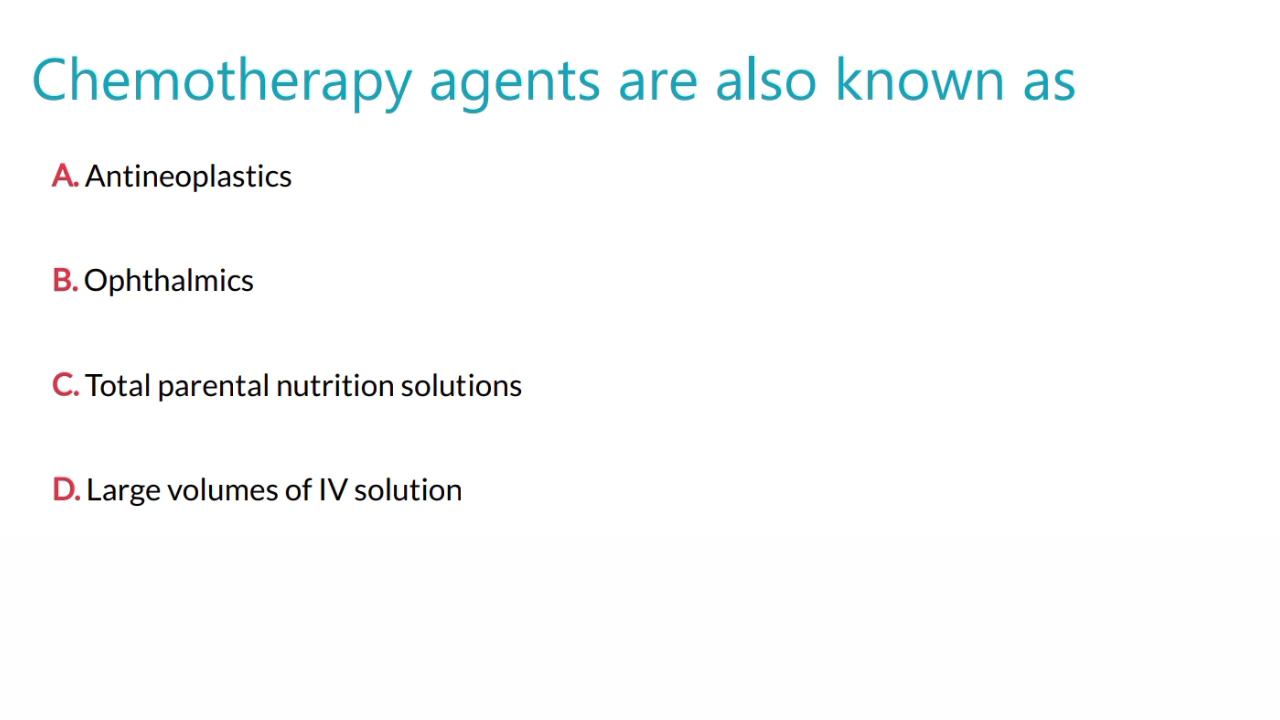 Chemotherapy agents are also known as
A. Antineoplastics
B. Ophthalmics
C. Total parental nutrition solutions
D. Large volumes of IV solution